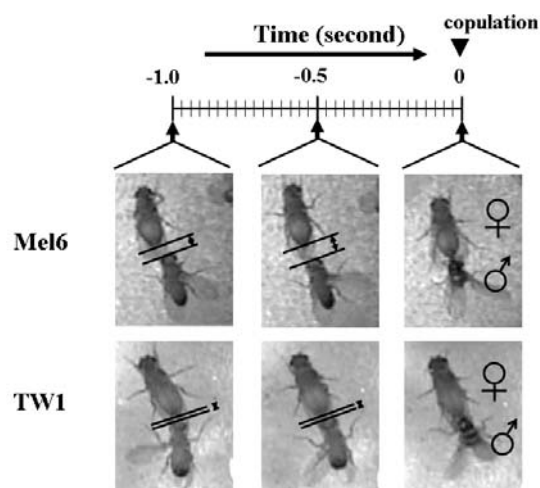 Time (second)
copulation
-1.0
-0.5
0
Mel6
♀
♂
TW1
♀
♂